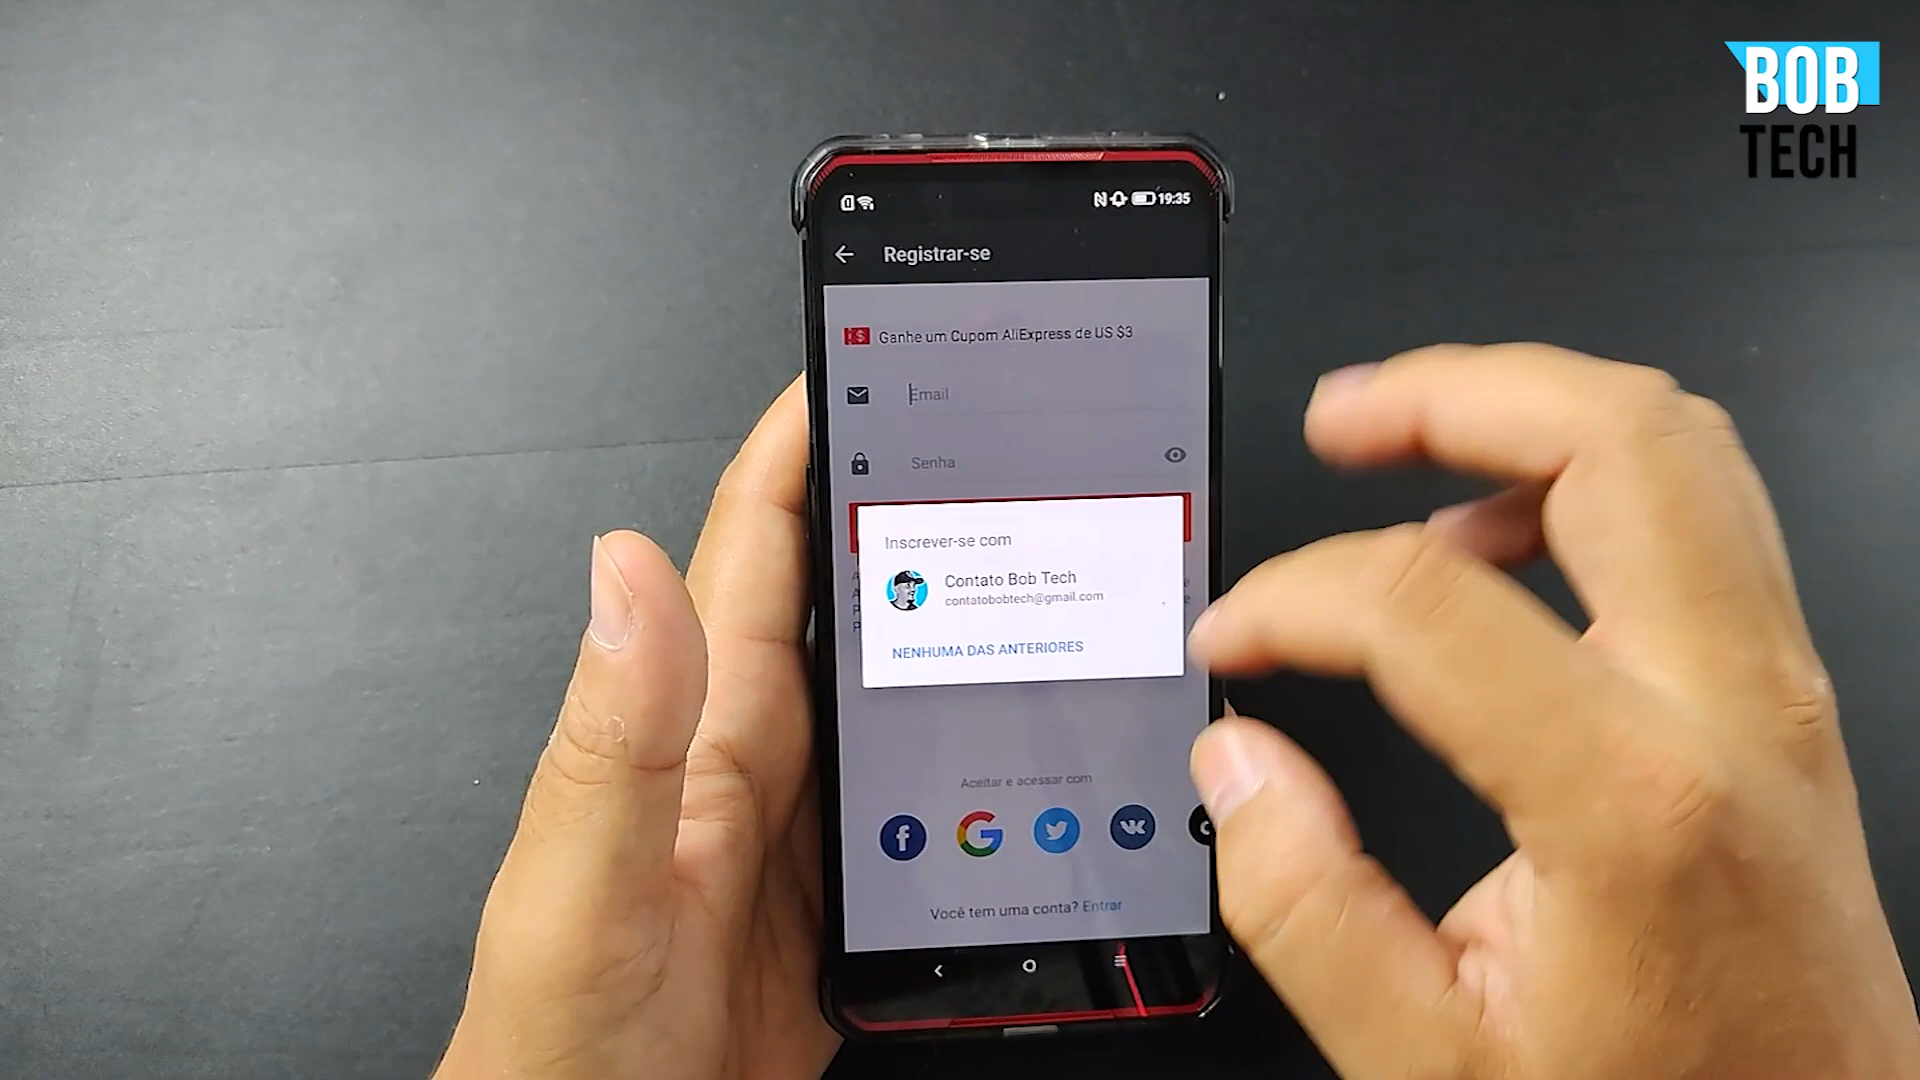 BOB
TECH
19:35
Registrar-se
Ganhe um Cupom AliExpress de US $3
Email
Senha
Inscrever-se com
Contato Bob Tech
contatobobtech@gmail.com
NENHUMA DAS ANTERIORES
Aceitar e acessar com
Você tem uma conta? Entrar